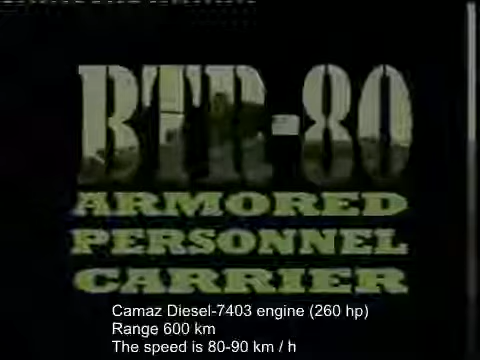 BTR-80
ARMORED
PERSONNEL
CARRIER
Camaz Diesel-7403 engine (260 hp)
Range 600 km
The speed is 80-90 km / h